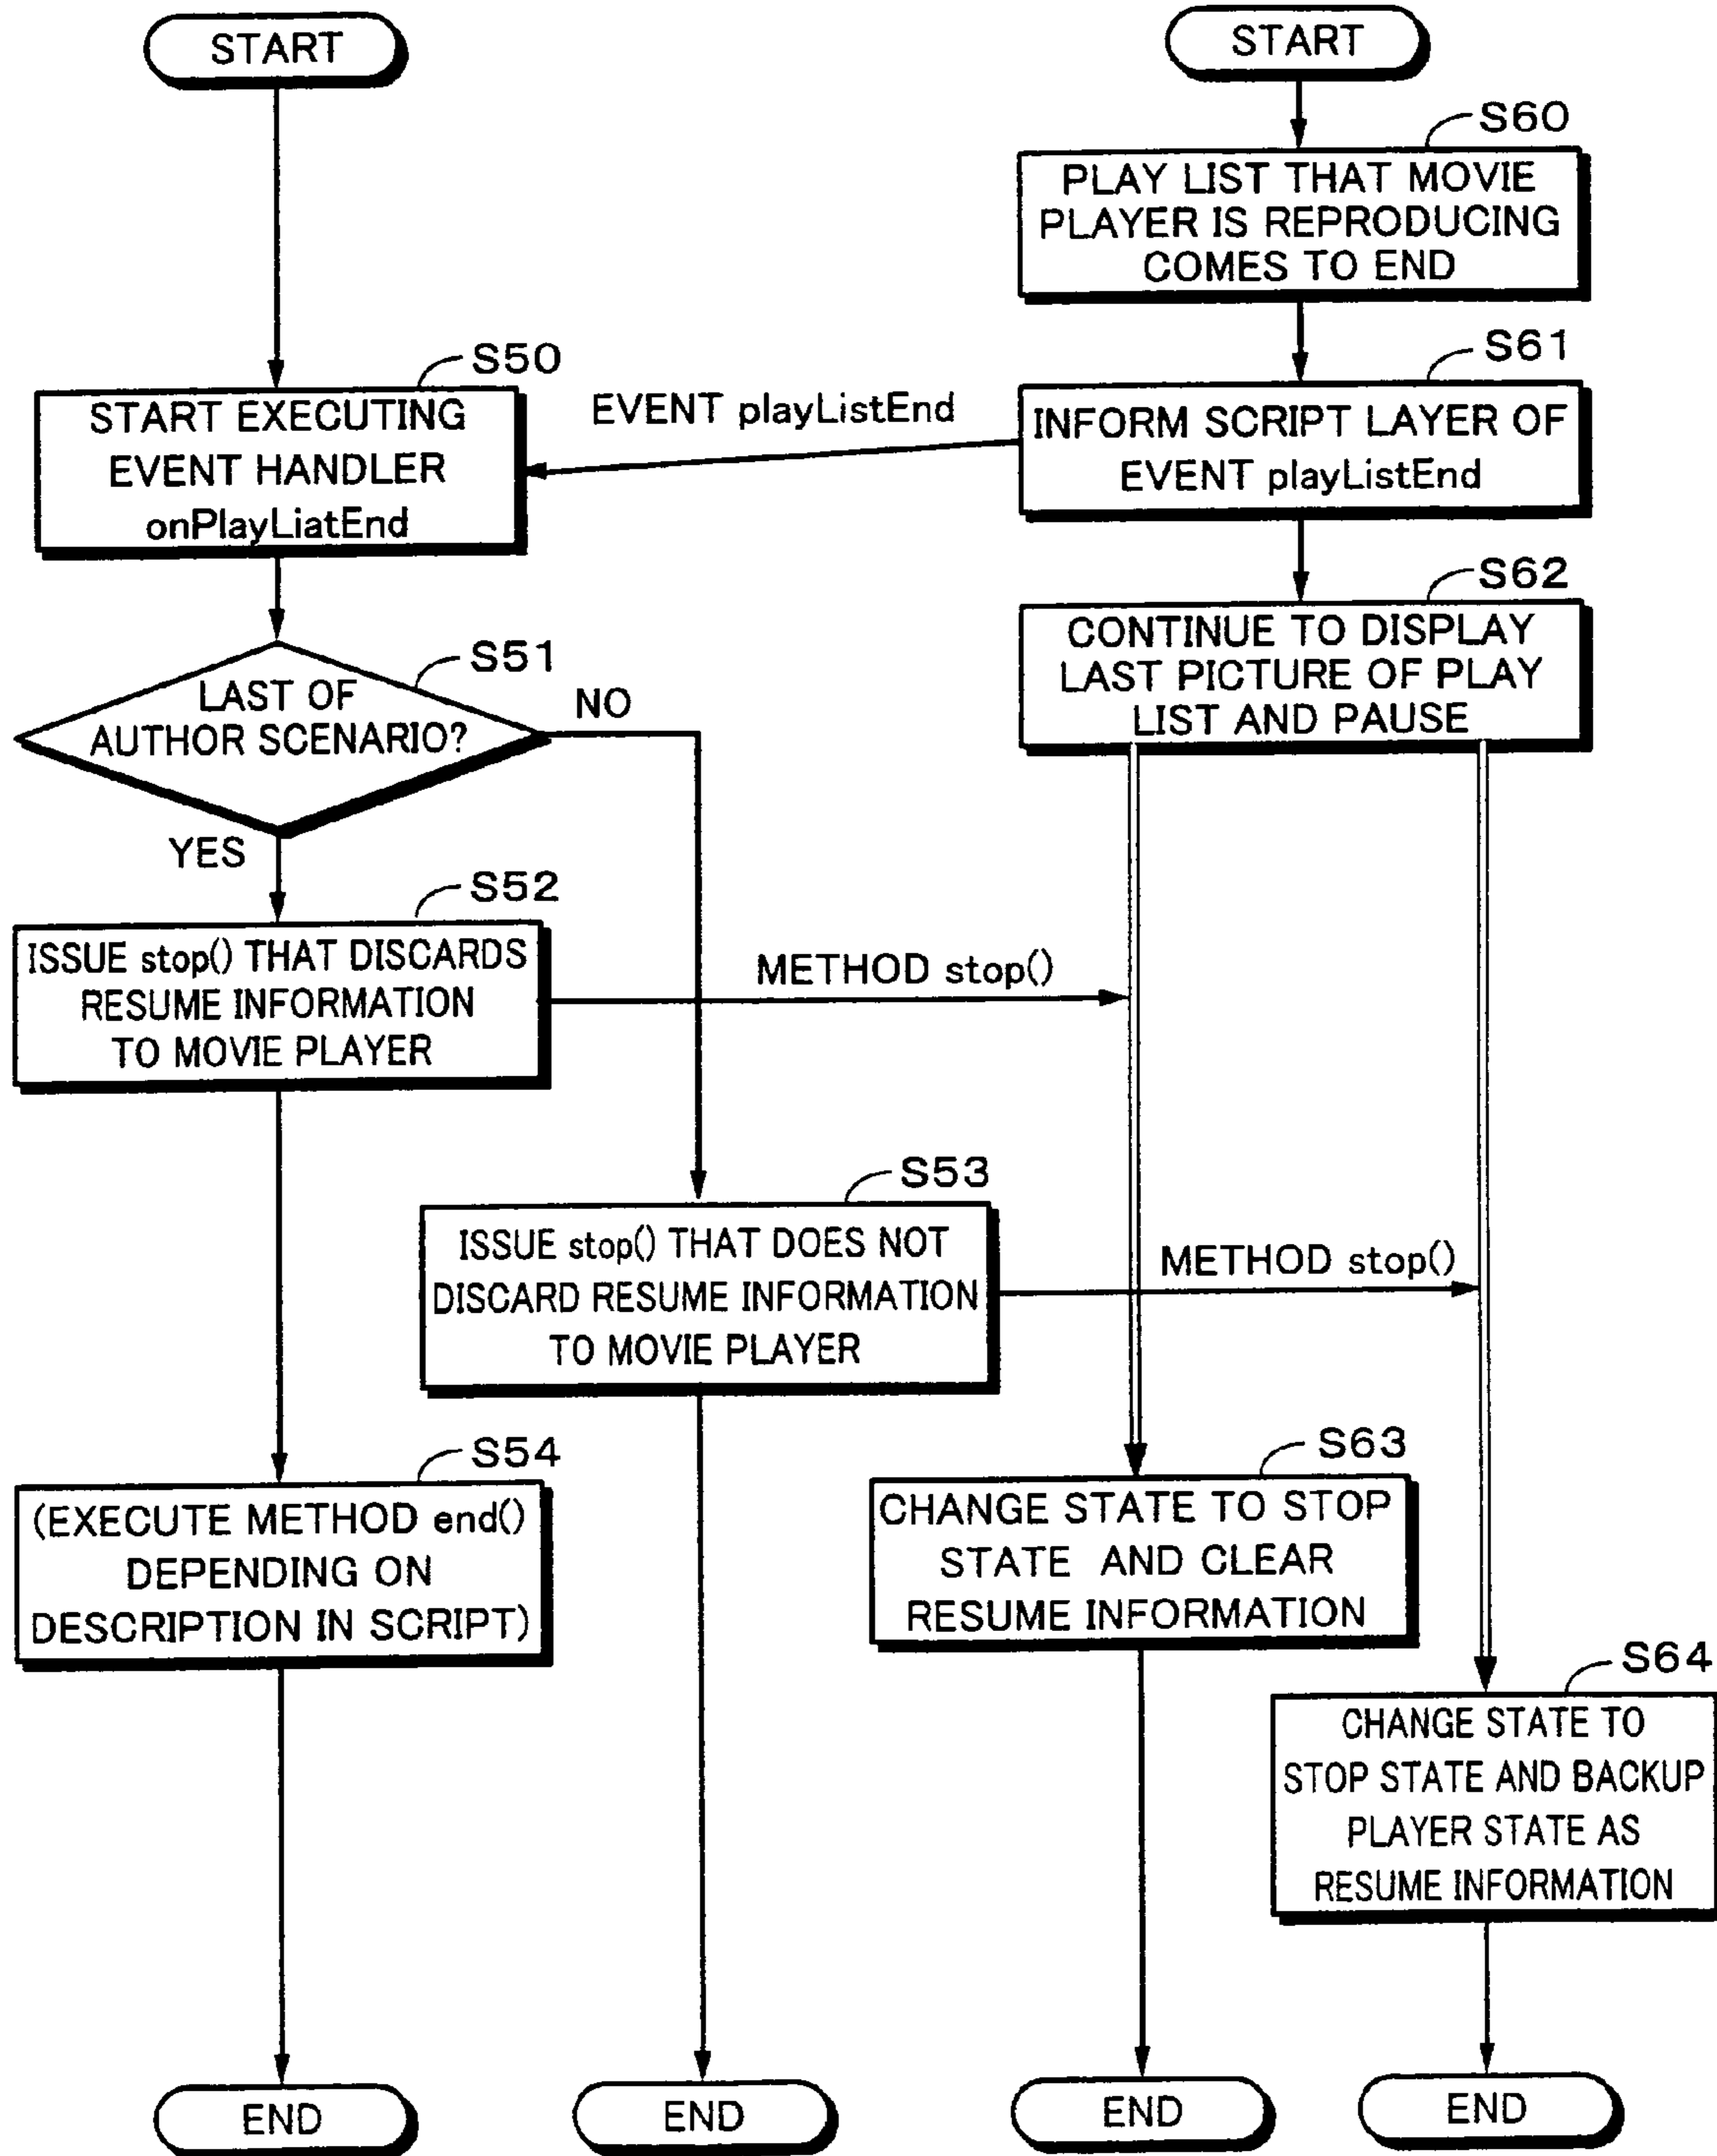 START
START
S60
PLAY LIST THAT MOVIE
PLAYER IS REPRODUCING
COMES TO END
S50
START EXECUTING
EVENT HANDLER
onPlayLiatEnd
EVENT playListEnd
S61
INFORM SCRIPT LAYER OF
EVENT playListEnd
S62
CONTINUE TO DISPLAY
LAST PICTURE OF PLAY
LIST AND PAUSE
S51
LAST OF
AUTHOR SCENARIO?
NO
YES
S52
ISSUE stop() THAT DISCARDS
RESUME INFORMATION
TO MOVIE PLAYER
METHOD stop()
S53
ISSUE stop() THAT DOES NOT
DISCARD RESUME INFORMATION
TO MOVIE PLAYER
METHOD stop()
S54
(EXECUTE METHOD end()
DEPENDING ON
DESCRIPTION IN SCRIPT)
S63
CHANGE STATE TO STOP
STATE AND CLEAR
RESUME INFORMATION
S64
CHANGE STATE TO
STOP STATE AND BACKUP
PLAYER STATE AS
RESUME INFORMATION
END
END
END
END